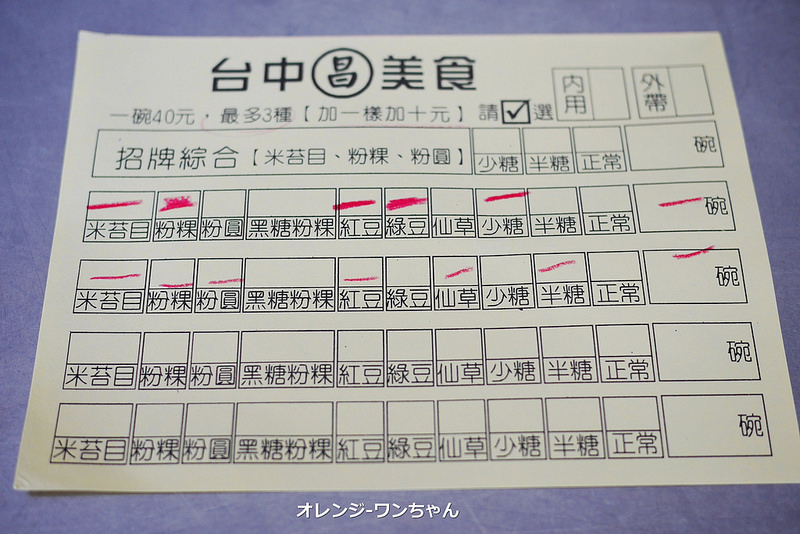 台中昌美食
一碗40元，最多3種【加一樣加十元】請☑選 內用 外帶
招牌綜合【米苔目、粉粿、粉圓】 少糖 半糖 正常 碗
米苔目 粉粿 粉圓 黑糖粉粿 紅豆 綠豆 仙草 少糖 半糖 正常 一碗
米苔目 粉粿 粉圓 黑糖粉粿 紅豆 綠豆 仙草 少糖 半糖 正常 一碗
米苔目 粉粿 粉圓 黑糖粉粿 紅豆 綠豆 仙草 少糖 半糖 正常 碗
米苔目 粉粿 粉圓 黑糖粉粿 紅豆 綠豆 仙草 少糖 半糖 正常 碗
オレンジ-ワンちゃん